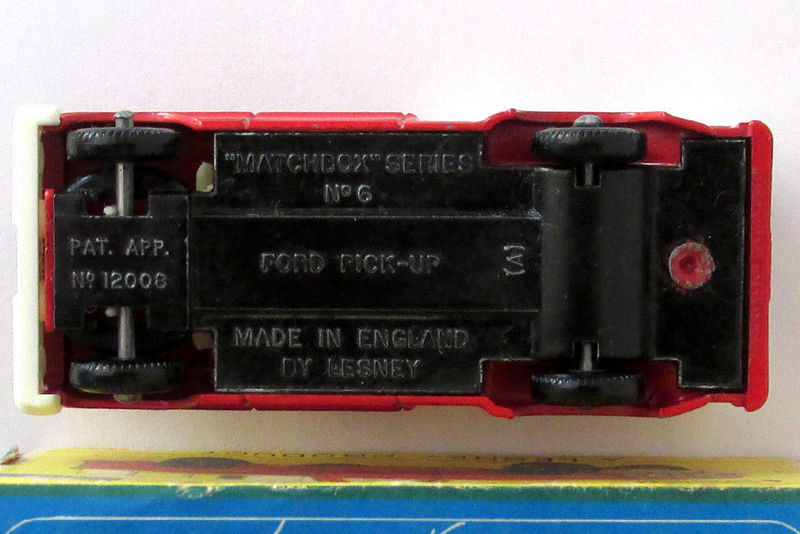 "MATCHBOX" SERIES
Nº 6
PAT. APP.
Nº 12008
FORD PICK-UP
(A)
MADE IN ENGLAND
BY LESNEY